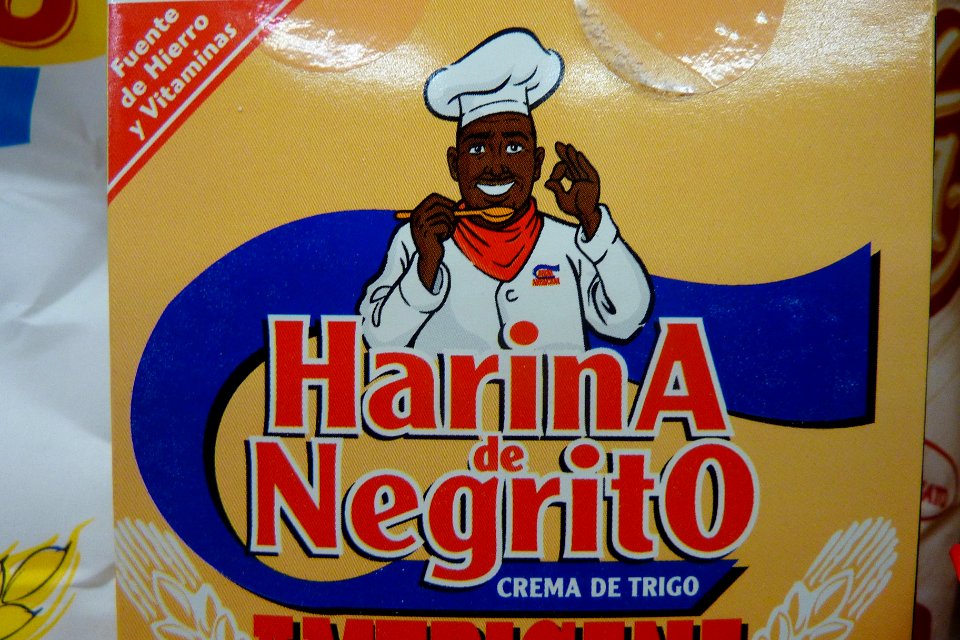 Fuente
de Hierro
y Vitaminas
HarinA
de
NegritO
CREMA DE TRIGO